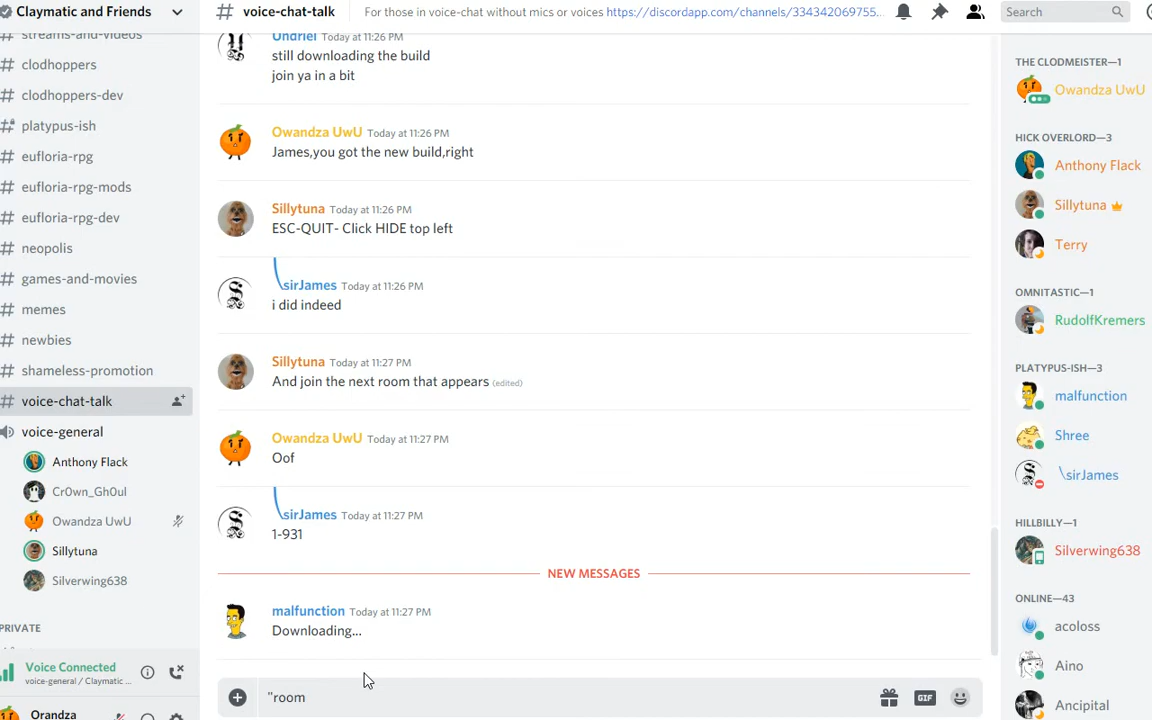 Claymatic and Friends
streams-and-videos
clodhoppers
clodhoppers-dev
platypus-ish
eufloria-rpg
eufloria-rpg-mods
eufloria-rpg-dev
neopolis
games-and-movies
memes
newbies
shameless-promotion
voice-chat-talk
voice-general
Anthony Flack
Cr0wn_Gh0ul
Owandza UwU
Sillytuna
Silverwing638
PRIVATE
Voice Connected
voice-general / Claymatic ...
Orandza
# voice-chat-talk
For those in voice-chat without mics or voices https://discordapp.com/channels/334342069755...
Search
Undriel Today at 11:26 PM
still downloading the build
join ya in a bit
Owandza UwU Today at 11:26 PM
James,you got the new build,right
Sillytuna Today at 11:26 PM
ESC-QUIT- Click HIDE top left
\sirJames Today at 11:26 PM
i did indeed
Sillytuna Today at 11:27 PM
And join the next room that appears (edited)
Owandza UwU Today at 11:27 PM
Oof
\sirJames Today at 11:27 PM
1-931
NEW MESSAGES
malfunction Today at 11:27 PM
Downloading...
"room
GIF
THE CLODMEISTER—1
Owandza UwU
HICK OVERLORD—3
Anthony Flack
Sillytuna
Terry
OMNITASTIC—1
RudolfKremers
PLATYPUS-ISH—3
malfunction
Shree
\sirJames
HILLBILLY—1
Silverwing638
ONLINE—43
acoloss
Aino
Ancipital